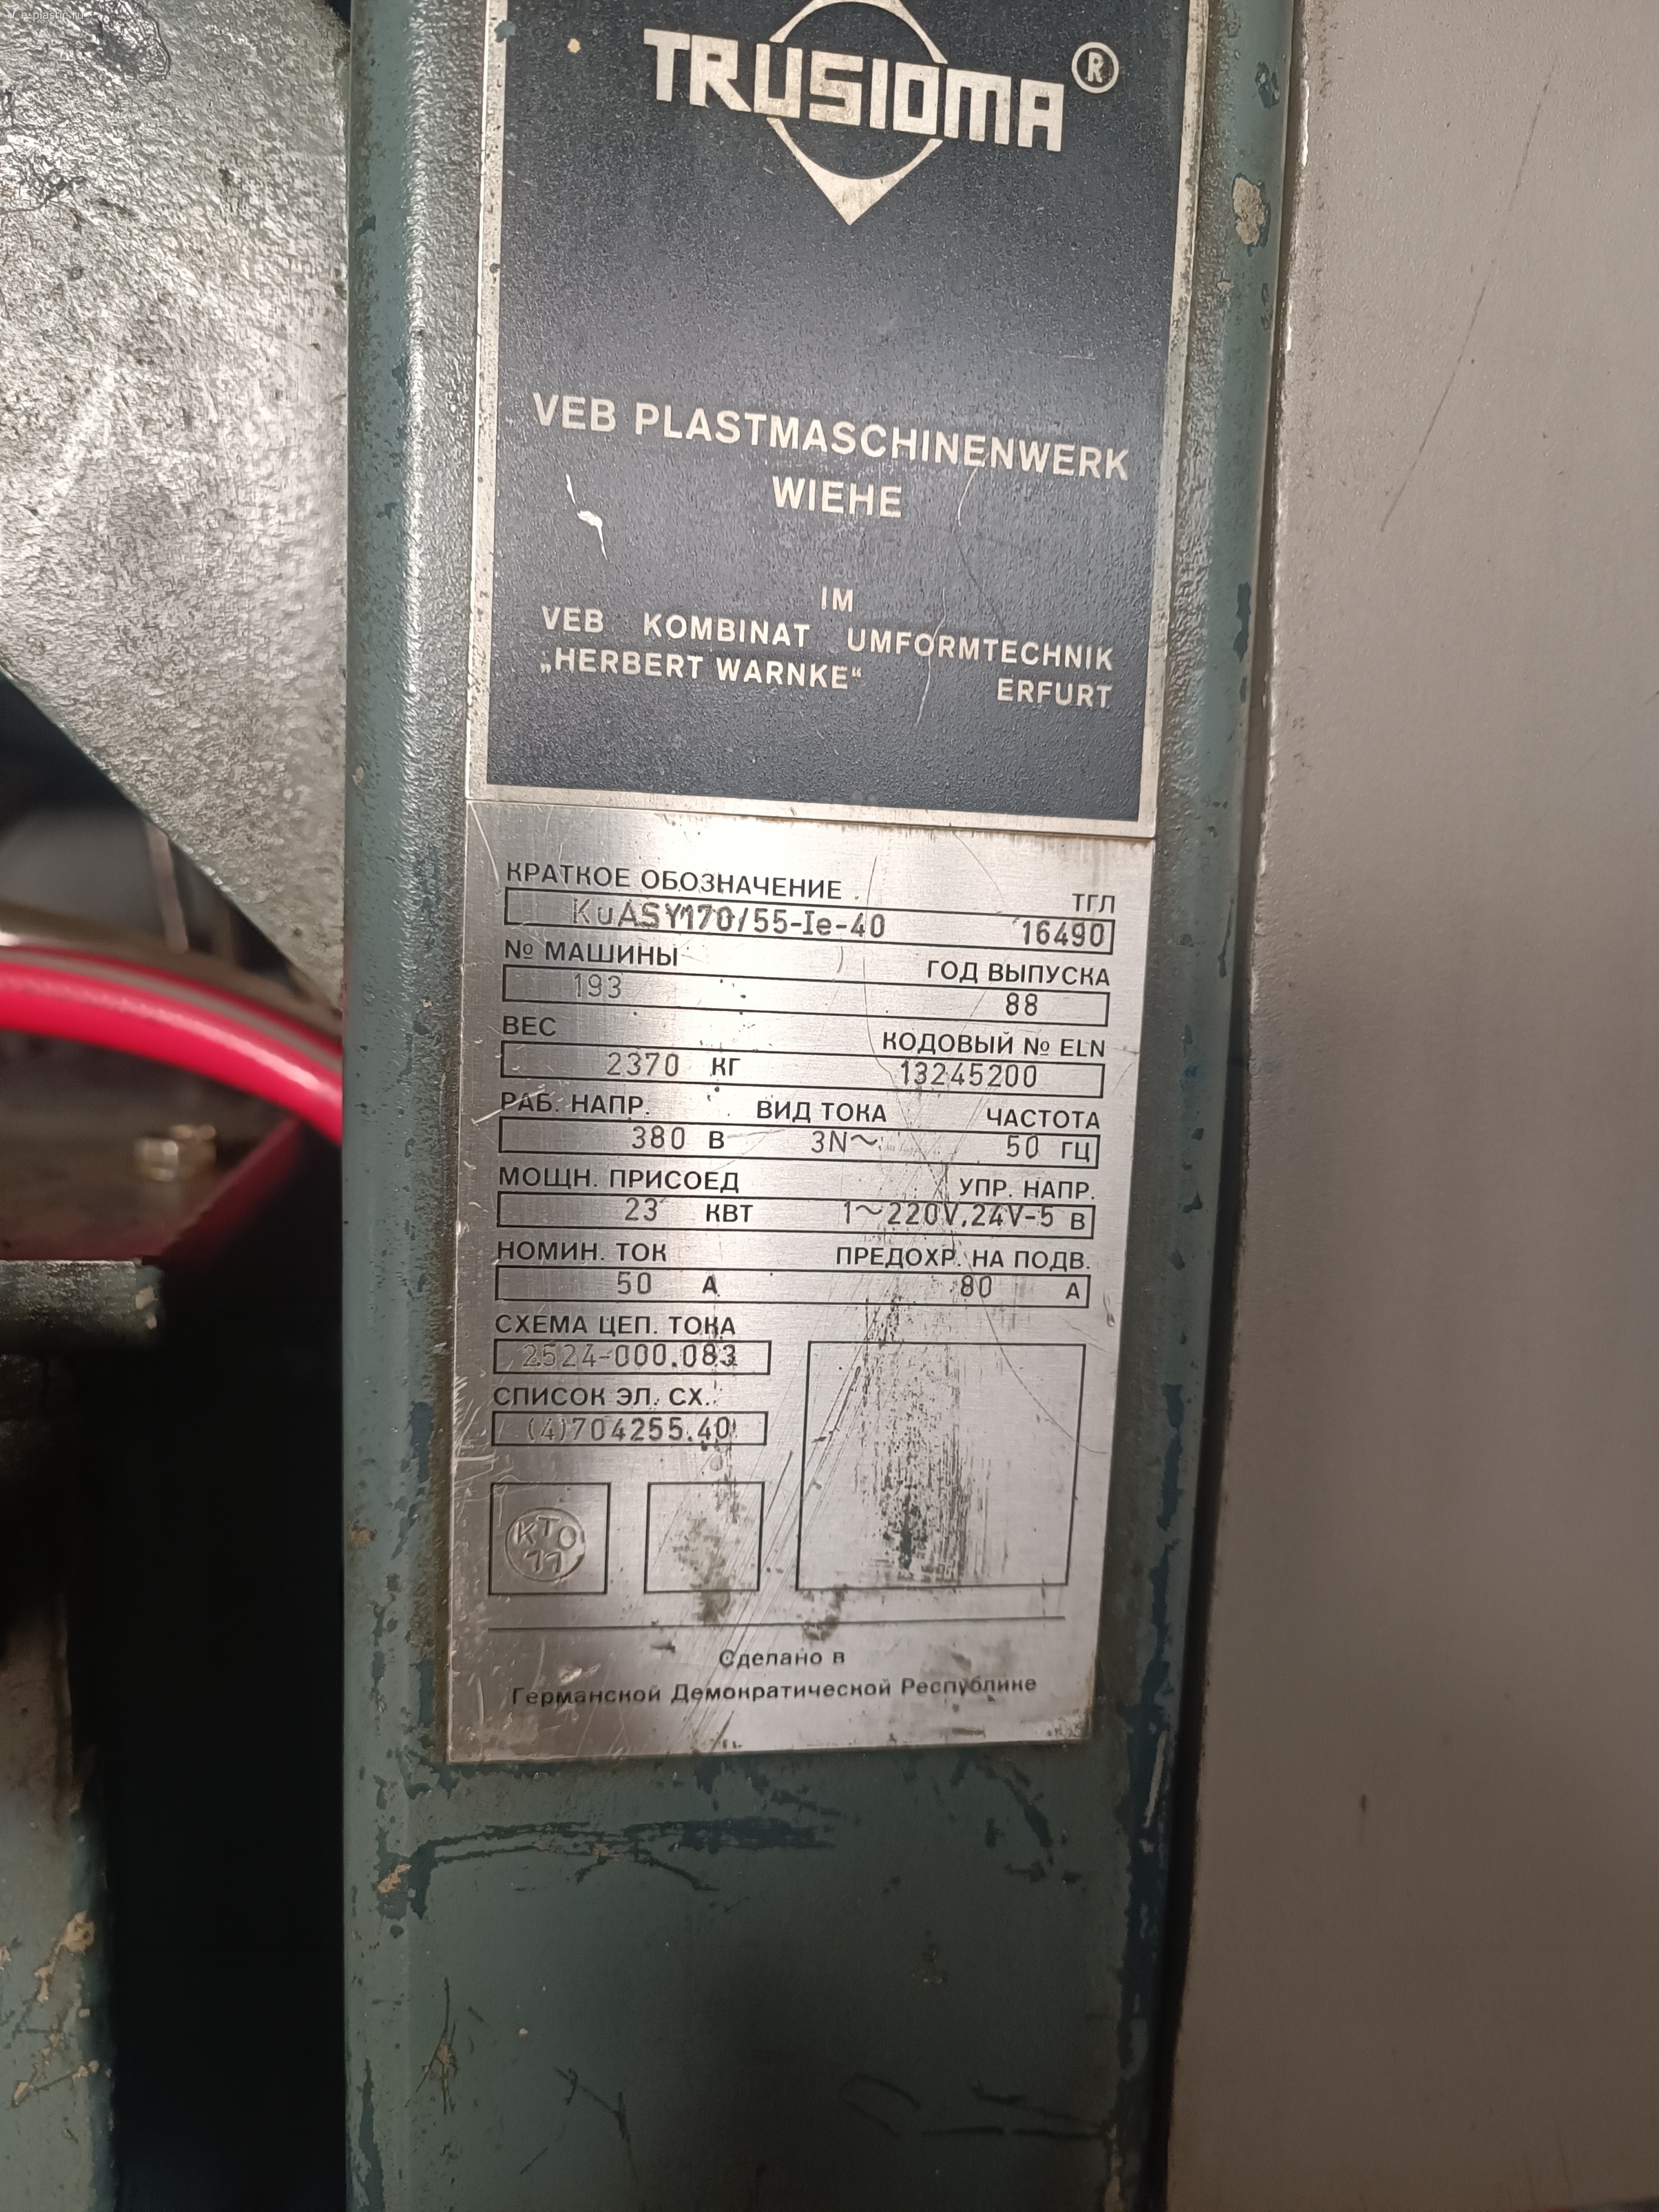 e-plastic.ru
TRUSIOMA ®
VEB PLASTMASCHINENWERK
WIEHE
IM
VEB KOMBINAT UMFORMTECHNIK
„HERBERT WARNKE“ ERFURT
КРАТКОЕ ОБОЗНАЧЕНИЕ ТГЛ
KuASY170/55-Ie-40 16490
№ МАШИНЫ ГОД ВЫПУСКА
193 88
ВЕС КОДОВЫЙ № ELN
2370 КГ 13245200
РАБ. НАПР. ВИД ТОКА ЧАСТОТА
380 В 3N~ 50 ГЦ
МОЩН. ПРИСОЕД УПР. НАПР.
23 КВТ 1~220V,24V-5 В
НОМИН. ТОК ПРЕДОХР. НА ПОДВ.
50 А 80 А
СХЕМА ЦЕП. ТОКА
2524-000.083
СПИСОК ЭЛ. СХ.
(4)704255.40
КТО
11
Сделано в
Германской Демократической Республике